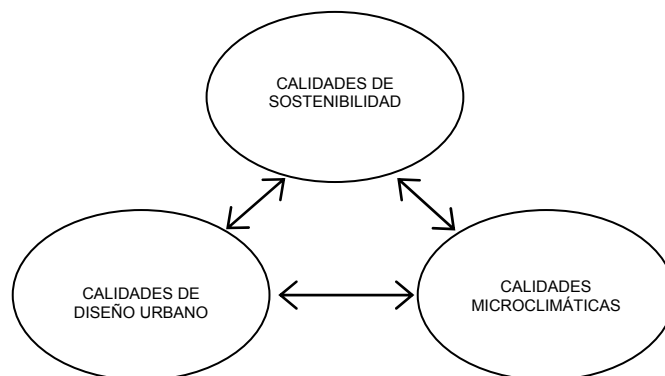 CALIDADES DE
SOSTENIBILIDAD
CALIDADES DE
DISEÑO URBANO
CALIDADES
MICROCLIMÁTICAS